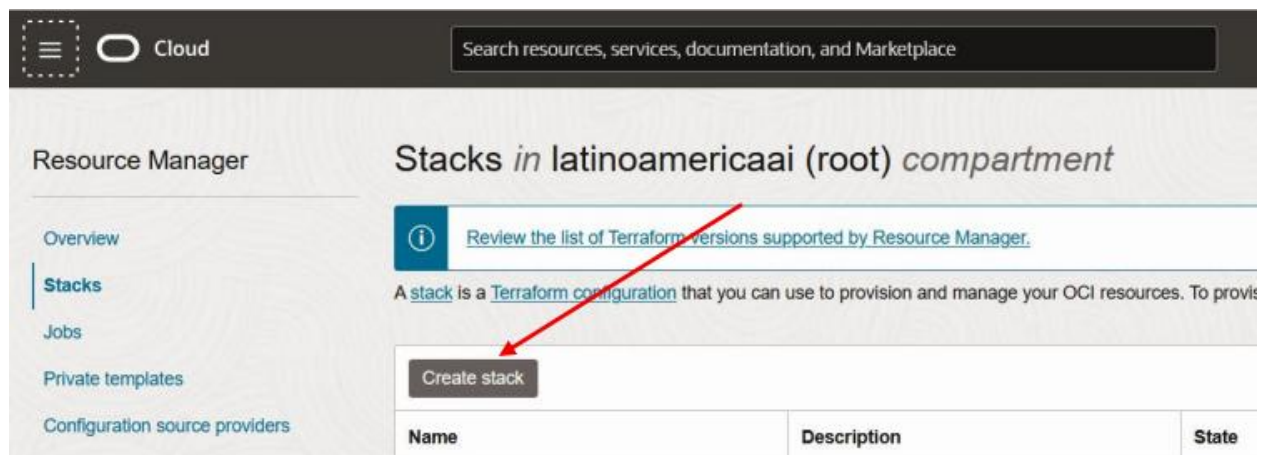 Cloud
Search resources, services, documentation, and Marketplace
Resource Manager
Overview
Stacks
Jobs
Private templates
Configuration source providers
Stacks in latinoamericaai (root) compartment
Review the list of Terraform versions supported by Resource Manager.
A stack is a Terraform configuration that you can use to provision and manage your OCI resources. To
Create stack
Name Description State